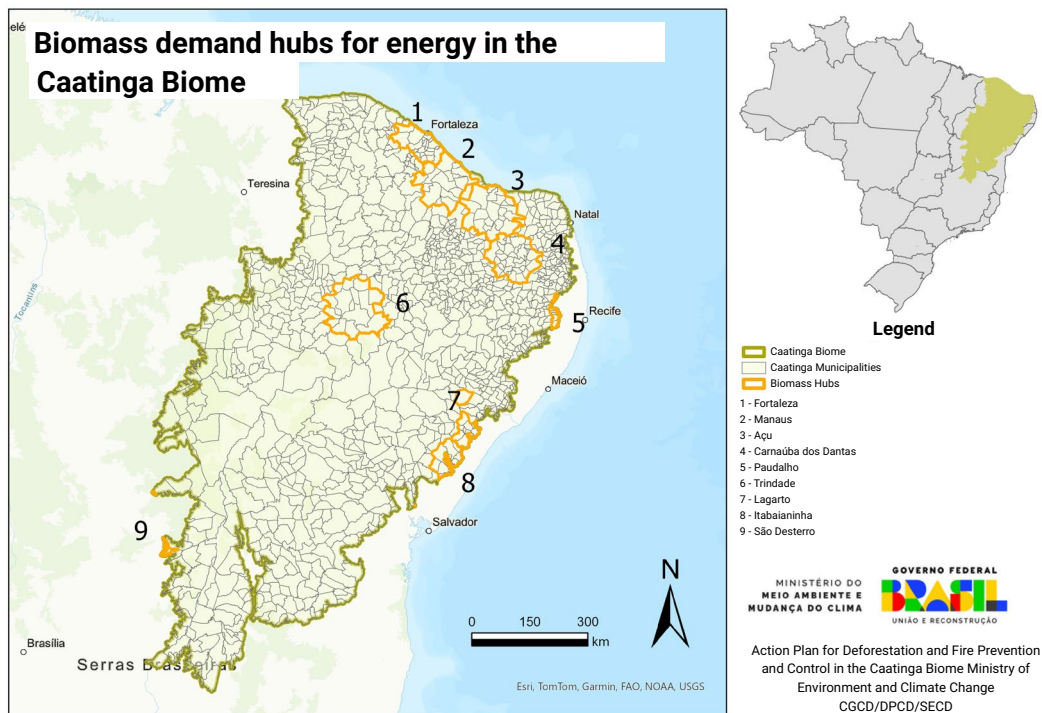 Biomass demand hubs for energy in the
Caatinga Biome
1
Fortaleza
2
Teresina
3
Natal
4
Tocantins
6
5
Recife
Maceió
7
8
Salvador
9
N
0 150 300
km
Brasília
Esri, TomTom, Garmin, FAO, NOAA, USGS
Legend
Caatinga Biome
Caatinga Municipalities
Biomass Hubs
1 - Fortaleza
2 - Manaus
3 - Açu
4 - Carnaúba dos Dantas
5 - Paudalho
6 - Trindade
7 - Lagarto
8 - Itabaianinha
9 - São Desterro
MINISTÉRIO DO
MEIO AMBIENTE E
MUDANÇA DO CLIMA
GOVERNO FEDERAL
BRASIL
UNIÃO E RECONSTRUÇÃO
Action Plan for Deforestation and Fire Prevention
and Control in the Caatinga Biome Ministry of
Environment and Climate Change
CGCD/DPCD/SECD